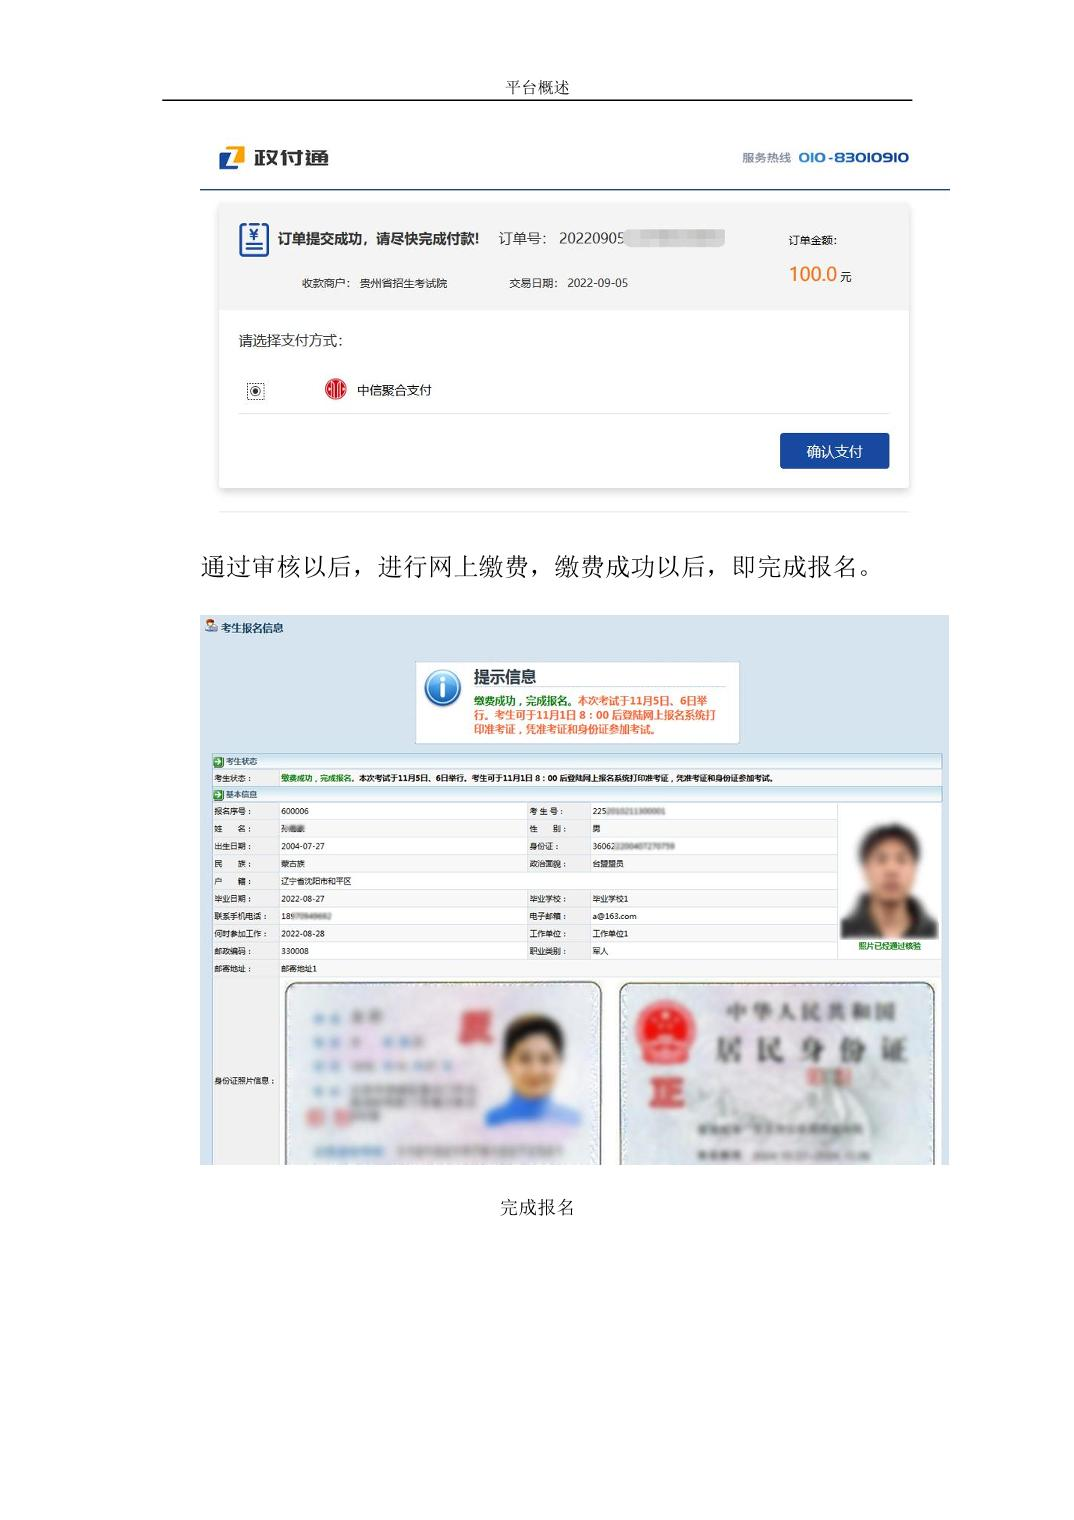 平台概述
政付通
服务热线 010-83010910
订单提交成功，请尽快完成付款! 订单号： 20220905
订单金额：
100.0 元
收款商户： 贵州省招生考试院 交易日期： 2022-09-05
请选择支付方式：
中信聚合支付
确认支付
通过审核以后，进行网上缴费，缴费成功以后，即完成报名。
考生报名信息
提示信息
缴费成功，完成报名。本次考试于11月5日、6日举
行。考生可于11月1日 8：00 后登陆网上报名系统打
印准考证，凭准考证和身份证参加考试。
考生状态
考生状态： 缴费成功，完成报名。本次考试于11月5日、6日举行。考生可于11月1日 8：00 后登陆网上报名系统打印准考证，凭准考证和身份证参加考试。
基本信息
报名序号： 600006 考 生 号： 225
姓 名： 性 别： 男
出生日期： 2004-07-27 身份证： 36062
民 族： 蒙古族 政治面貌： 台盟盟员
户 籍： 辽宁省沈阳市和平区
毕业日期： 2022-08-27 毕业学校： 毕业学校1
联系手机电话： 189 电子邮箱： a@163.com
何时参加工作： 2022-08-28 工作单位： 工作单位1
邮政编码： 330008 职业类别： 军人
照片已经通过核验
邮寄地址： 邮寄地址1
身份证照片信息：
中华人民共和国
居民身份证
正
完成报名